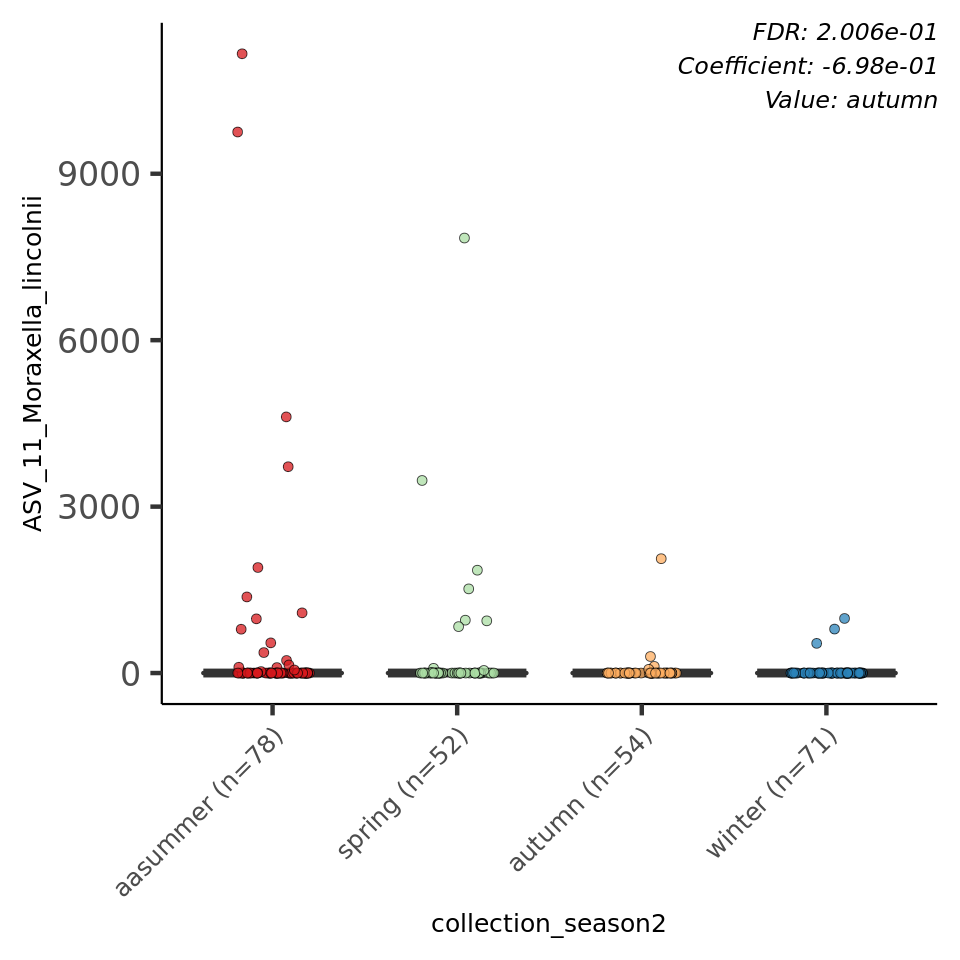 FDR: 2.006e-01
Coefficient: -6.98e-01
Value: autumn
ASV_11_Moraxella_lincolnii
9000
6000
3000
0
aasummer (n=78)
spring (n=52)
autumn (n=54)
winter (n=71)
collection_season2